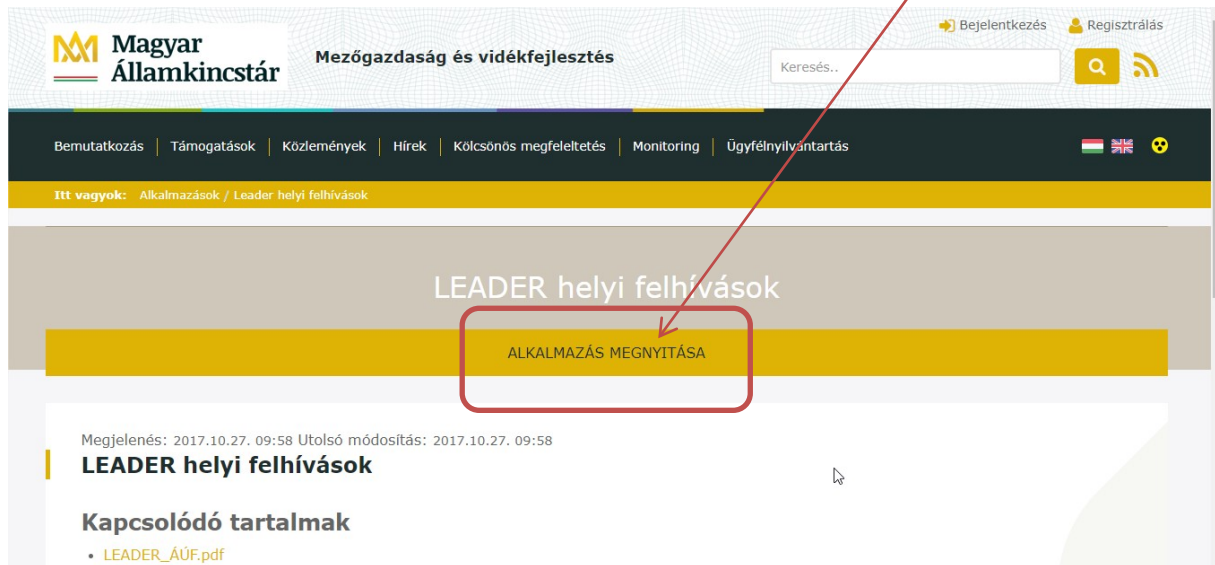 Magyar
Államkincstár
Mezőgazdaság és vidékfejlesztés
Bejelentkezés
Regisztrálás
Keresés..
Bemutatkozás | Támogatások | Közlemények | Hírek | Kölcsönös megfeleltetés | Monitoring | Ügyfélnyilvántartás
Itt vagyok: Alkalmazások / Leader helyi felhívások
LEADER helyi felhívások
ALKALMAZÁS MEGNYITÁSA
Megjelenés: 2017.10.27. 09:58 Utolsó módosítás: 2017.10.27. 09:58
LEADER helyi felhívások
Kapcsolódó tartalmak
• LEADER_ÁÚF.pdf